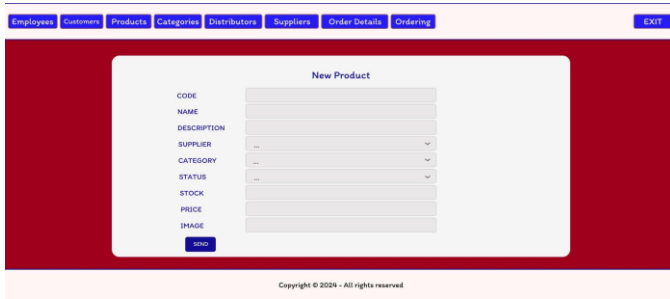 Employees Customers Products Categories Distributors Suppliers Order Details Ordering EXIT
New Product
CODE
NAME
DESCRIPTION
SUPPLIER ...
CATEGORY ...
STATUS ...
STOCK
PRICE
IMAGE
SEND
Copyright © 2024 - All rights reserved